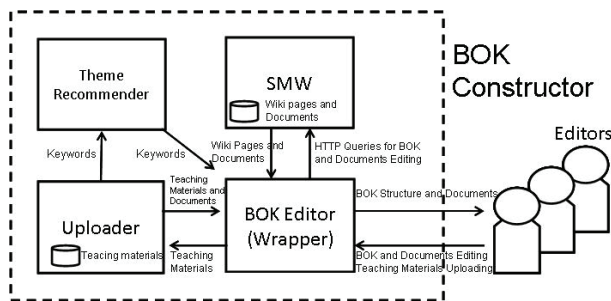 BOK
Constructor
Theme
Recommender
SMW
Wiki pages and
Documents
Editors
Keywords
Keywords
Wiki Pages and
Documents
HTTP Queries for BOK
and Documents Editing
Teaching
Materials and
Documents
Uploader
Teacing materials
BOK Editor
(Wrapper)
BOK Structure and Documents
Teaching
Materials
BOK and Documents Editing
Teaching Materials Uploading